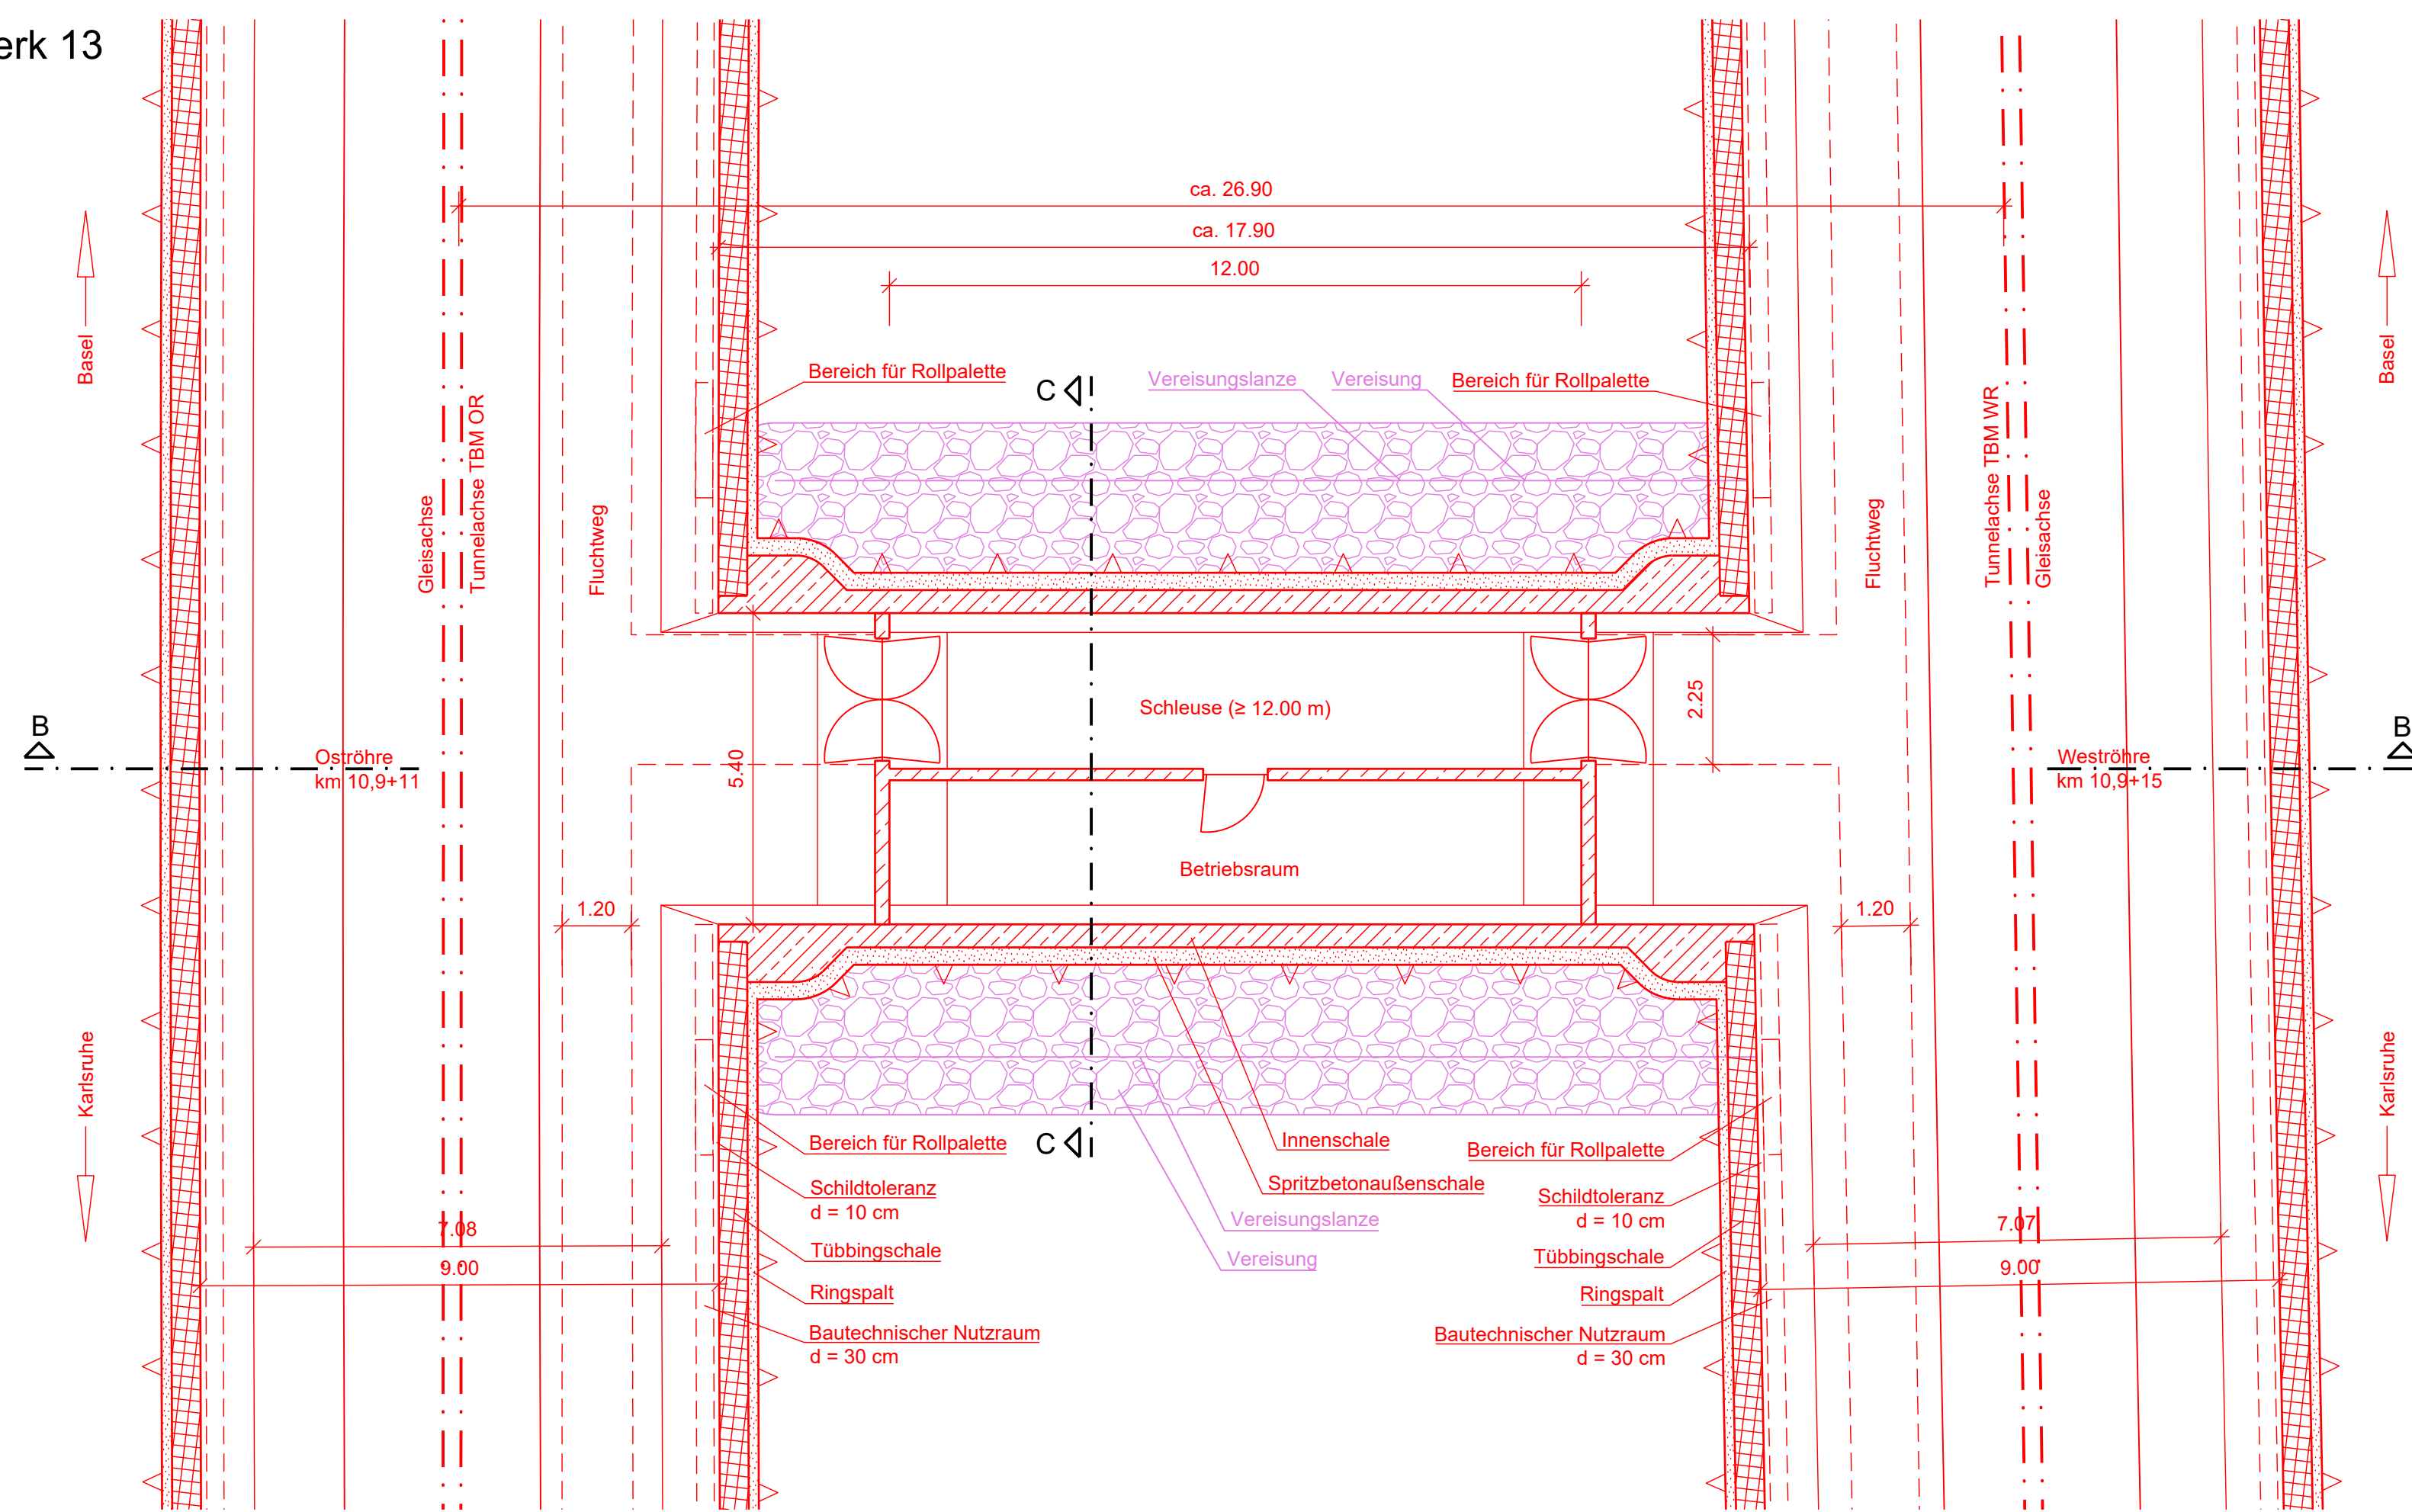 erk 13
ca. 26.90
ca. 17.90
12.00
Basel
Basel
Bereich für Rollpalette
C
Vereisungslanze
Vereisung
Bereich für Rollpalette
Gleisachse
Tunnelachse TBM OR
Fluchtweg
Fluchtweg
Tunnelachse TBM WR
Gleisachse
B
Oströhre
km 10,9+11
5.40
Schleuse (≥ 12.00 m)
2.25
Weströhre
km 10,9+15
B
Betriebsraum
1.20
1.20
Karlsruhe
Karlsruhe
Bereich für Rollpalette
C
Innenschale
Bereich für Rollpalette
Schildtoleranz
d = 10 cm
Spritzbetonaußenschale
Schildtoleranz
d = 10 cm
Vereisungslanze
7.08
7.07
Tübbingschale
Vereisung
Tübbingschale
9.00
9.00
Ringspalt
Ringspalt
Bautechnischer Nutzraum
d = 30 cm
Bautechnischer Nutzraum
d = 30 cm